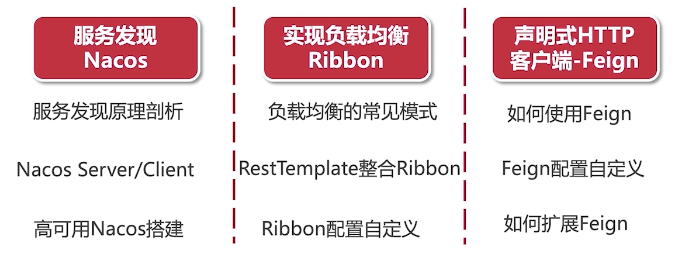 服务发现
Nacos
服务发现原理剖析
Nacos Server/Client
高可用Nacos搭建
实现负载均衡
Ribbon
负载均衡的常见模式
RestTemplate整合Ribbon
Ribbon配置自定义
声明式HTTP
客户端-Feign
如何使用Feign
Feign配置自定义
如何扩展Feign